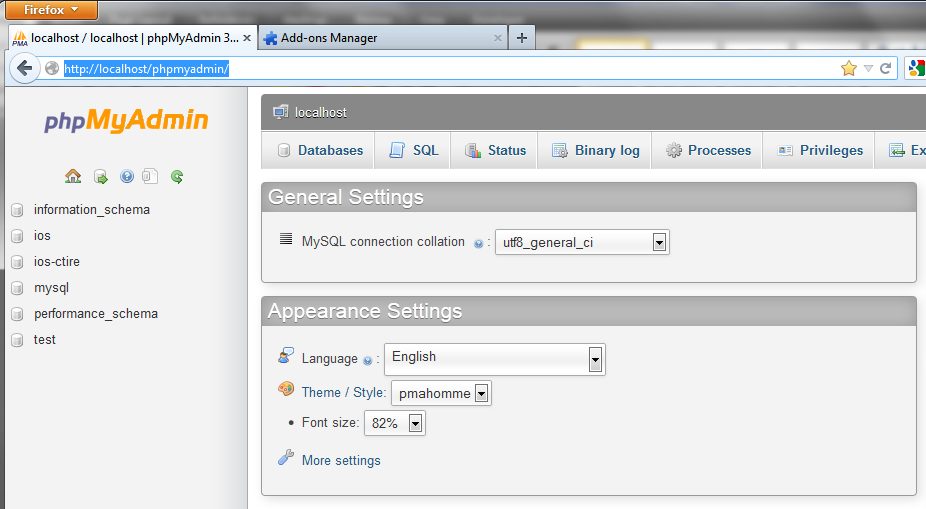 Firefox
PMA localhost / localhost | phpMyAdmin 3... Add-ons Manager
http://localhost/phpmyadmin/
phpMyAdmin
information_schema
ios
ios-ctire
mysql
performance_schema
test
localhost
Databases SQL Status Binary log Processes Privileges Ex
General Settings
MySQL connection collation : utf8_general_ci
Appearance Settings
Language : English
Theme / Style: pmahomme
Font size: 82%
More settings